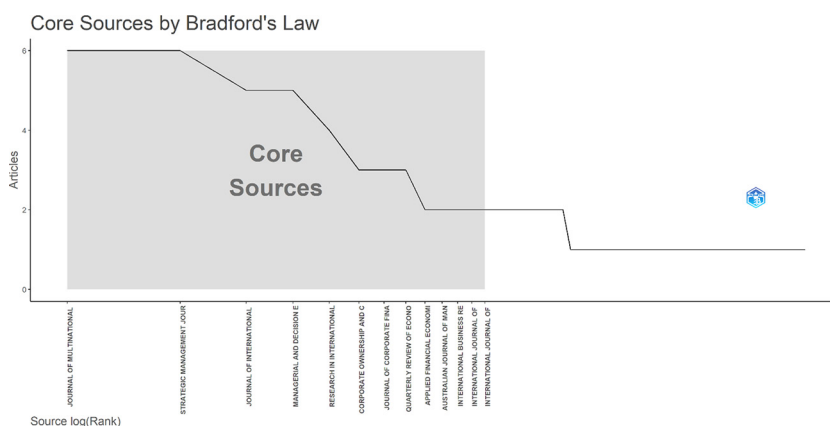 Core Sources by Bradford's Law
Articles
6
4
2
0
Core
Sources
JOURNAL OF MULTINATIONAL
STRATEGIC MANAGEMENT JOUR
JOURNAL OF INTERNATIONAL
MANAGERIAL AND DECISION E
RESEARCH IN INTERNATIONAL
CORPORATE OWNERSHIP AND C
JOURNAL OF CORPORATE FINA
QUARTERLY REVIEW OF ECONO
APPLIED FINANCIAL ECONOMI
AUSTRALIAN JOURNAL OF MAN
INTERNATIONAL BUSINESS RE
INTERNATIONAL JOURNAL OF
INTERNATIONAL JOURNAL OF
Source log(Rank)